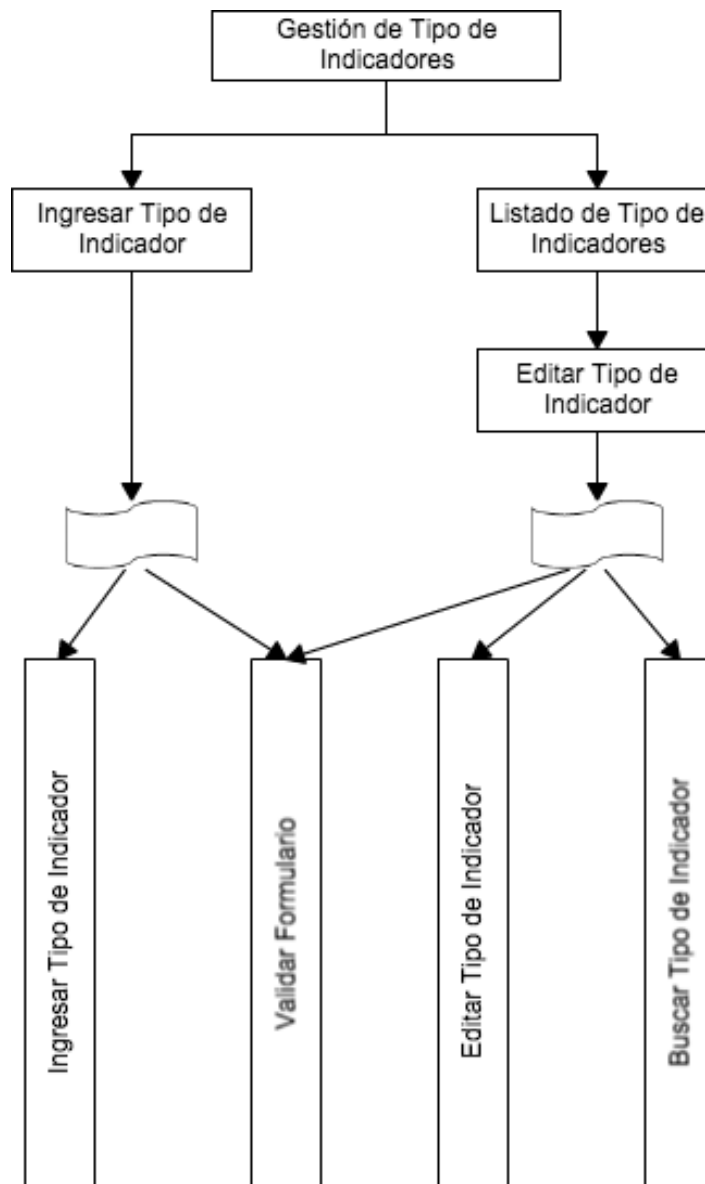 Gestión de Tipo de
Indicadores
Ingresar Tipo de
Indicador
Listado de Tipo de
Indicadores
Editar Tipo de
Indicador
Ingresar Tipo de Indicador
Validar Formulario
Editar Tipo de Indicador
Buscar Tipo de Indicador